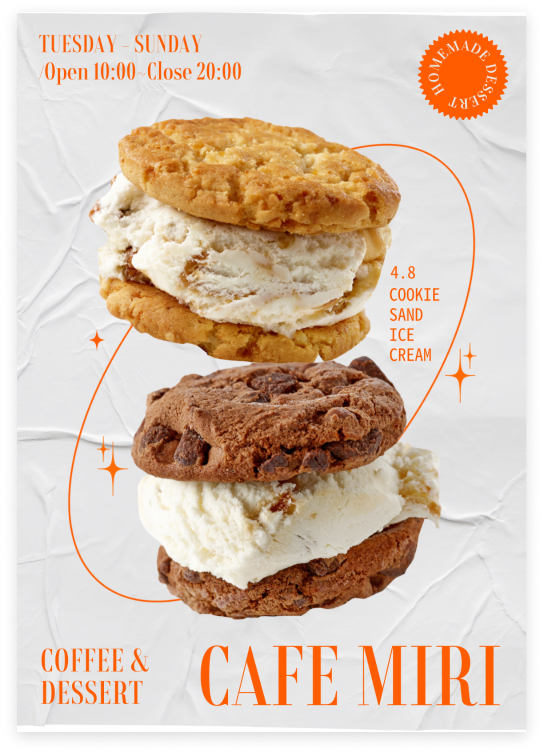 TUESDAY - SUNDAY
/Open 10:00~Close 20:00
HOMEMADE DESSERT
4.8
COOKIE
SAND
ICE
CREAM
COFFEE &
DESSERT
CAFE MIRI